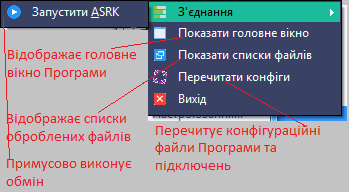 Запустити ASRK
З'єднання
Показати головне вікно
Показати списки файлів
Перечитати конфіги
Вихід
Відображає головне
вікно Програми
Відображає списки
оброблених файлів
Примусово виконує
обмін
Перечитує конфігураційні
файли Програми та
підключень